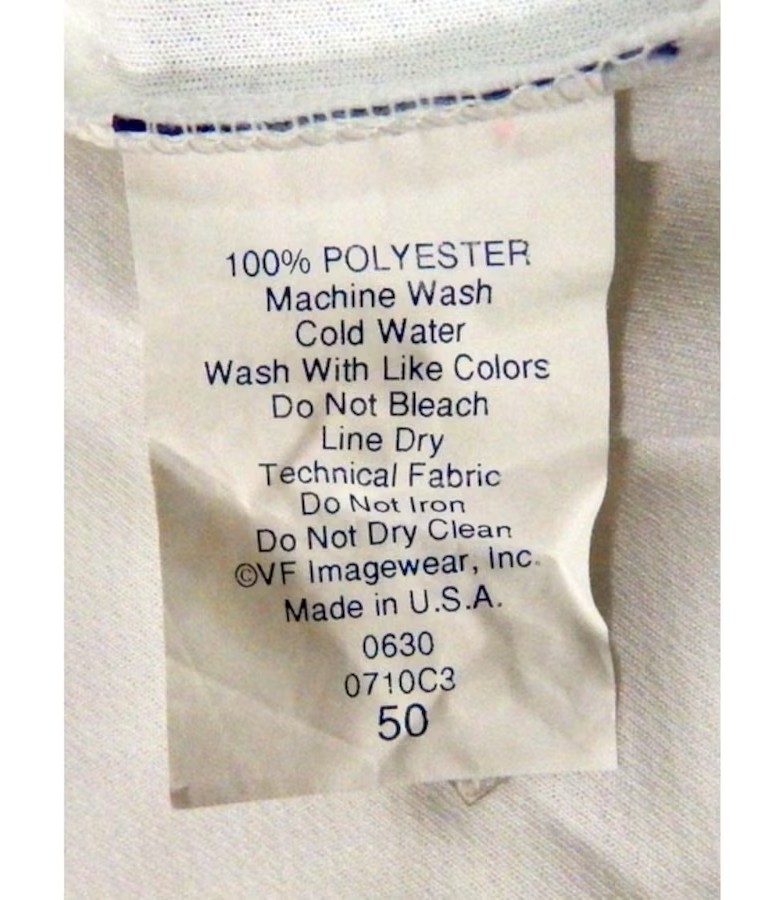 100% POLYESTER
Machine Wash
Cold Water
Wash With Like Colors
Do Not Bleach
Line Dry
Technical Fabric
Do Not Iron
Do Not Dry Clean
©VF Imagewear, Inc.
Made in U.S.A.
0630
0710C3
50